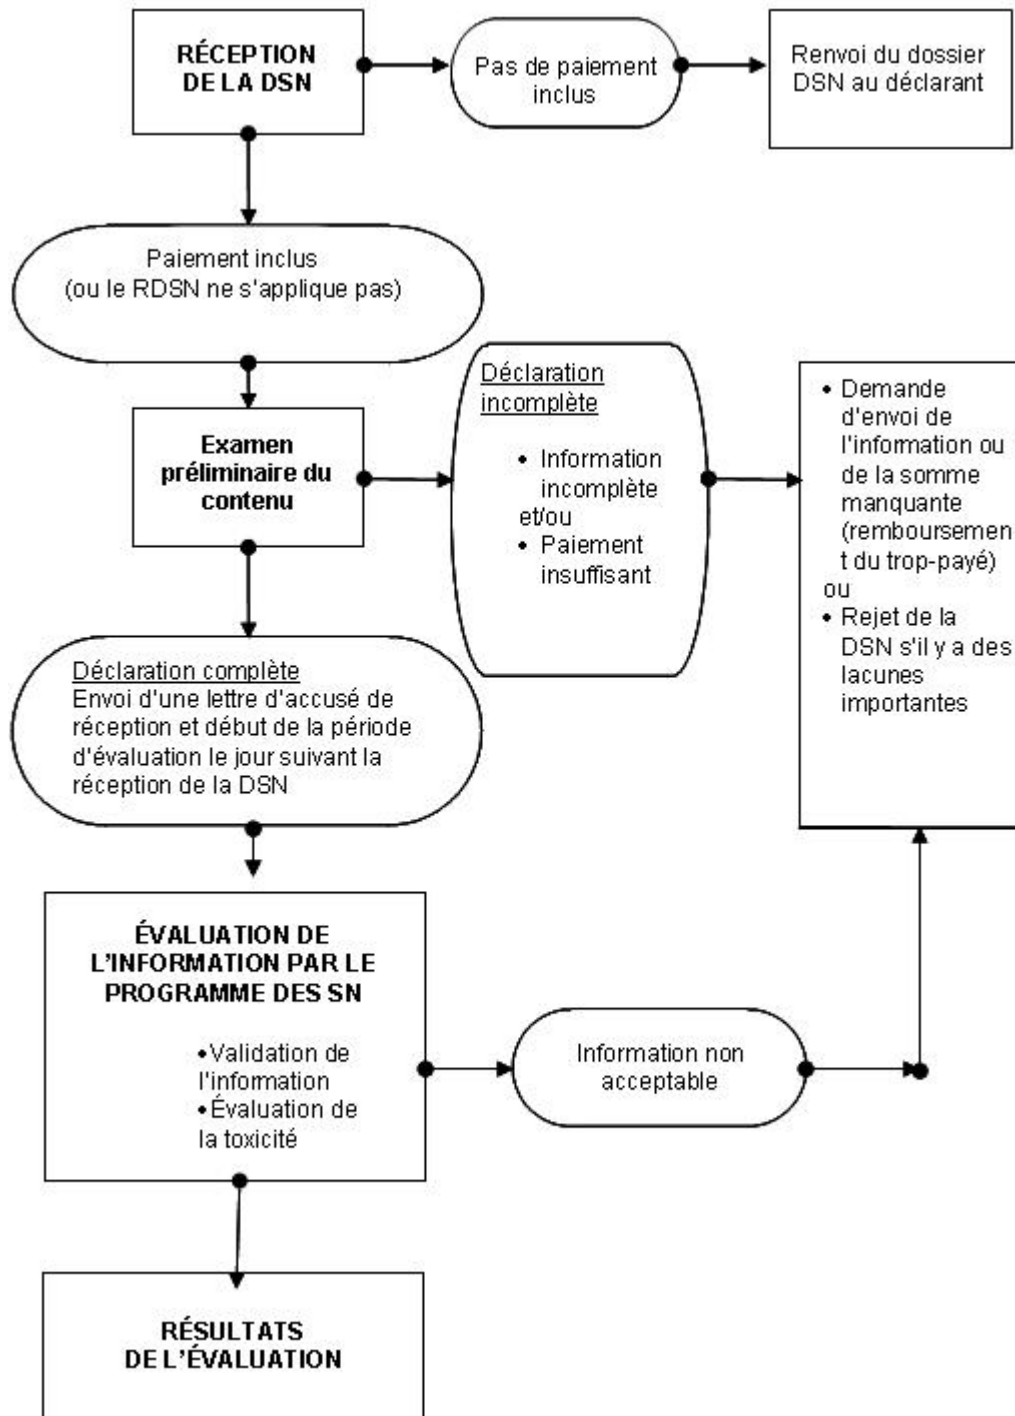 RÉCEPTION
DE LA DSN
Pas de paiement
inclus
Renvoi du dossier
DSN au déclarant
Paiement inclus
(ou le RDSN ne s'applique pas)
Examen
préliminaire du
contenu
Déclaration
incomplète
• Information
incomplète
et/ou
• Paiement
insuffisant
• Demande
d'envoi de
l'information ou
de la somme
manquante
(remboursemen
t du trop-payé)
ou
• Rejet de la
DSN s'il y a des
lacunes
importantes
Déclaration complète
Envoi d'une lettre d'accusé de
réception et début de la période
d'évaluation le jour suivant la
réception de la DSN
ÉVALUATION DE
L'INFORMATION PAR LE
PROGRAMME DES SN
•Validation de
l'information
•Évaluation de
la toxicité
Information non
acceptable
RÉSULTATS
DE L'ÉVALUATION